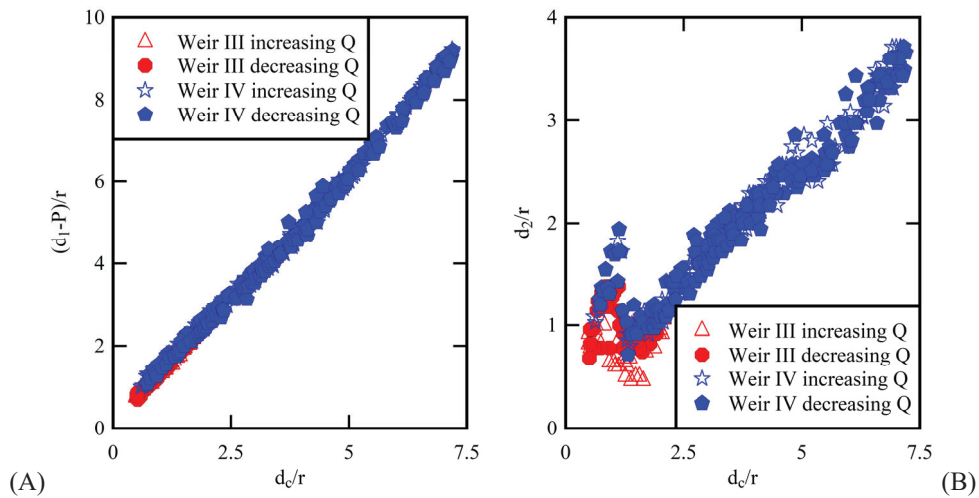 10
8
6
4
2
0
(d1-P)/r
Weir III increasing Q
Weir III decreasing Q
Weir IV increasing Q
Weir IV decreasing Q
0
2.5
5
7.5
dc/r
(A)
4
3
2
1
0
d2/r
Weir III increasing Q
Weir III decreasing Q
Weir IV increasing Q
Weir IV decreasing Q
0
2.5
5
7.5
dc/r
(B)